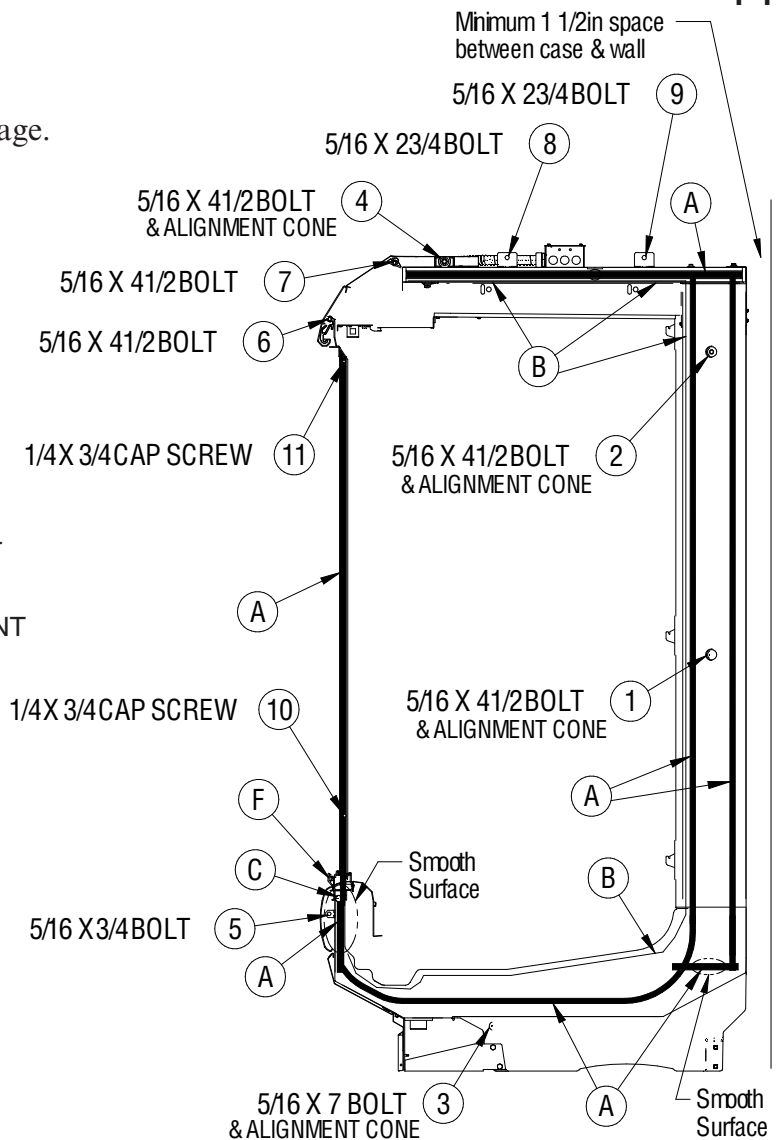 Minimum 1 1/2in space
between case & wall
5/16 X 23/4BOLT 9
age.
5/16 X 23/4BOLT 8
5/16 X 41/2BOLT 4
& ALIGNMENT CONE
A
5/16 X 41/2BOLT 7
5/16 X 41/2BOLT 6
B
1/4X 3/4CAP SCREW 11
5/16 X 41/2BOLT 2
& ALIGNMENT CONE
A
NT
1/4X 3/4CAP SCREW 10
5/16 X 41/2BOLT 1
& ALIGNMENT CONE
A
F
C
Smooth
Surface
B
5/16 X3/4BOLT 5
A
5/16 X 7 BOLT 3
& ALIGNMENT CONE
A
Smooth
Surface